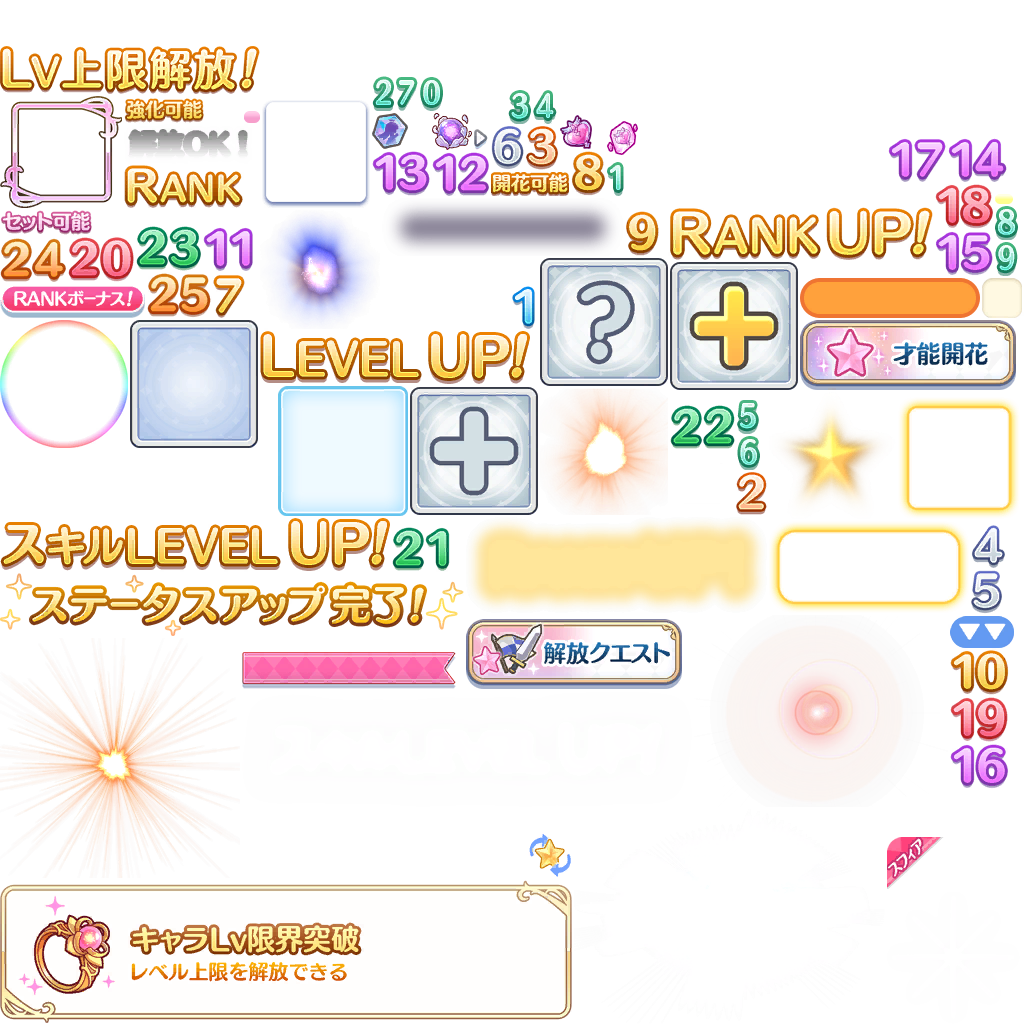 Lv上限解放!
強化可能
RANK
セット可能
24
20
23
11
RANKボーナス!
25
7
270
34
13
12
6
3
開花可能
8
1
17
14
18
8
15
9
9
RANK UP!
1
?
LEVEL UP!
才能開花
22
5
6
2
スキルLEVEL UP!
21
ステータスアップ完了!
解放クエスト
4
5
10
19
16
スフィア
キャラLv限界突破
レベル上限を解放できる